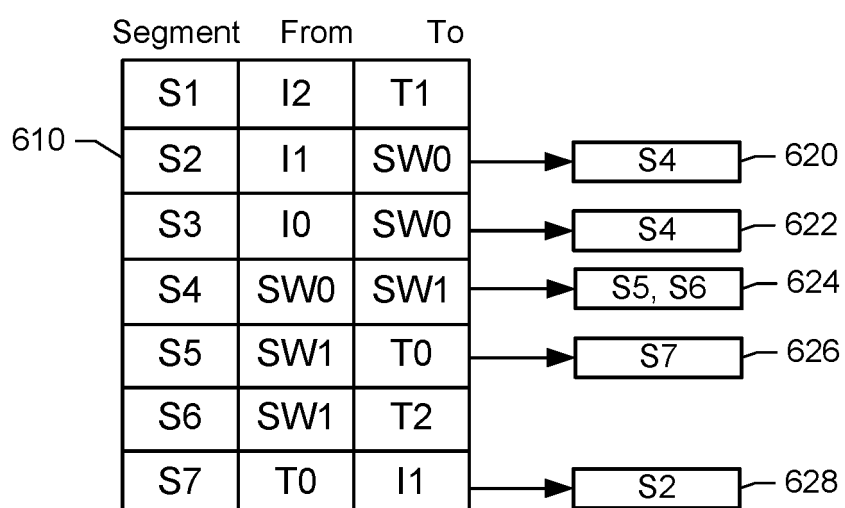 Segment From To
S1 I2 T1
610 S2 I1 SW0 S4 620
S3 I0 SW0 S4 622
S4 SW0 SW1 S5, S6 624
S5 SW1 T0 S7 626
S6 SW1 T2
S7 T0 I1 S2 628